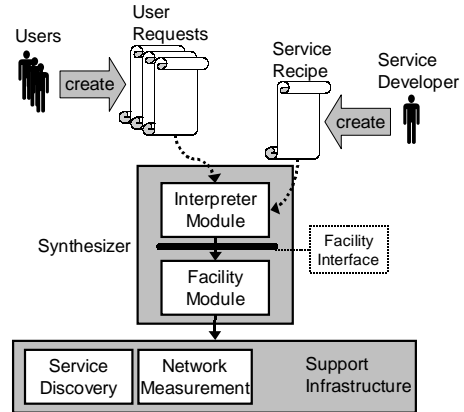 Users
User
Requests
Service
Recipe
Service
Developer
create
create
Interpreter
Module
Synthesizer
Facility
Interface
Facility
Module
Service
Discovery
Network
Measurement
Support
Infrastructure